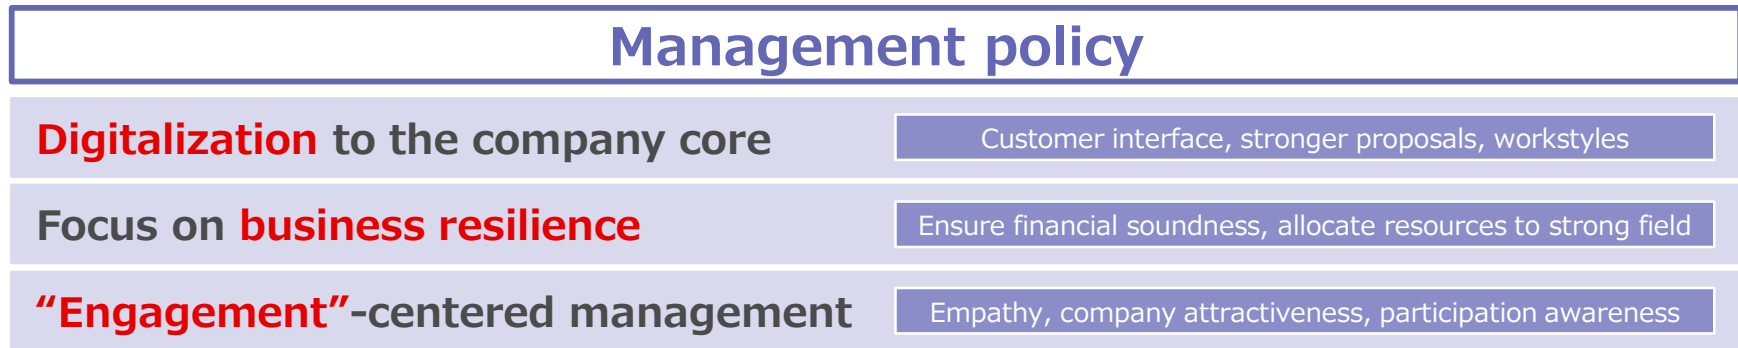 Management policy
Digitalization to the company core
Customer interface, stronger proposals, workstyles
Focus on business resilience
Ensure financial soundness, allocate resources to strong field
“Engagement”-centered management
Empathy, company attractiveness, participation awareness